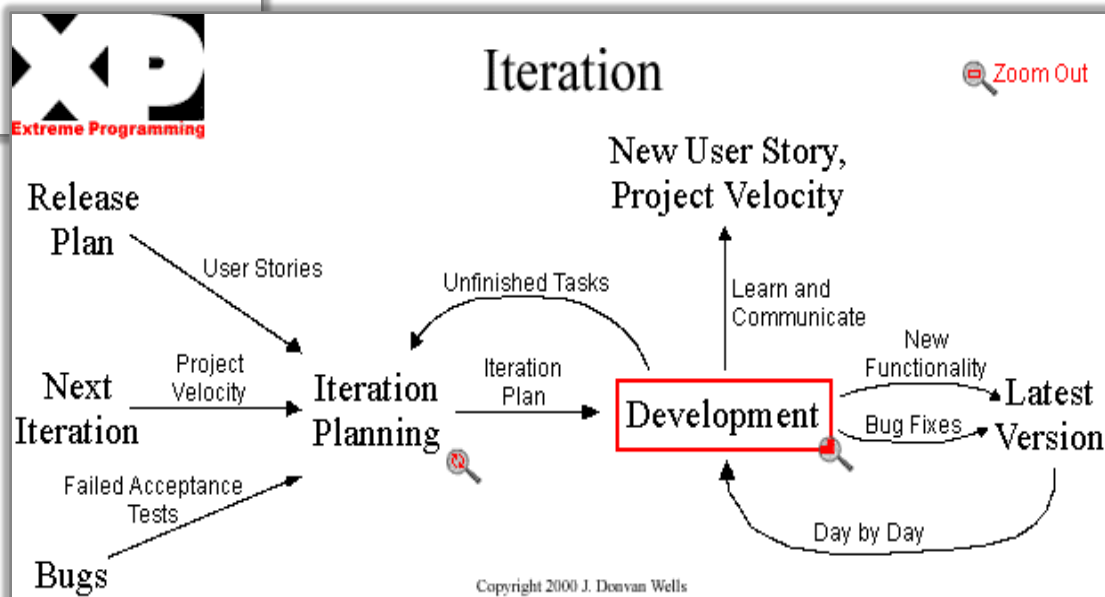 XP
Extreme Programming
Iteration
Zoom Out
New User Story,
Project Velocity
Release
Plan
User Stories
Unfinished Tasks
Learn and
Communicate
New
Functionality
Project
Velocity
Iteration
Plan
Next
Iteration
Iteration
Planning
Development
Latest
Version
Bug Fixes
Failed Acceptance
Tests
Day by Day
Bugs
Copyright 2000 J. Donvan Wells